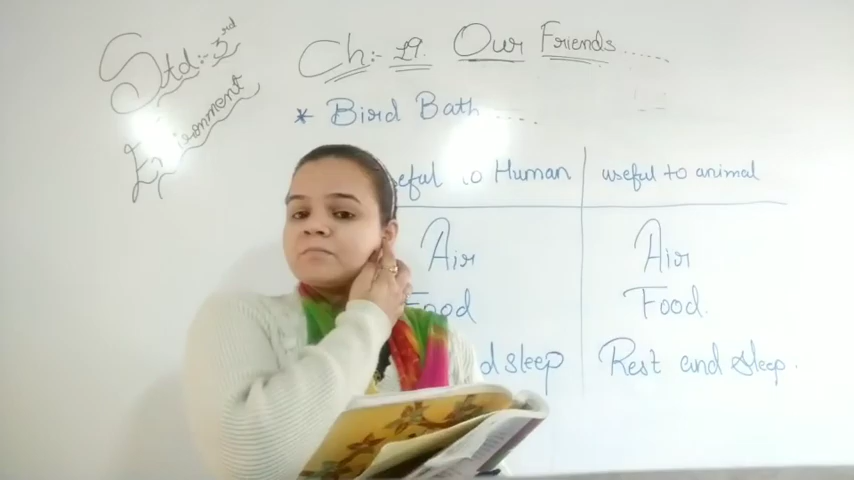 Std:- 3rd
Environment
Ch:- 19. Our Friends......
* Bird Bath.....
useful to Human
useful to animal
Air
Air
Food
Food.
d sleep
Rest and sleep.